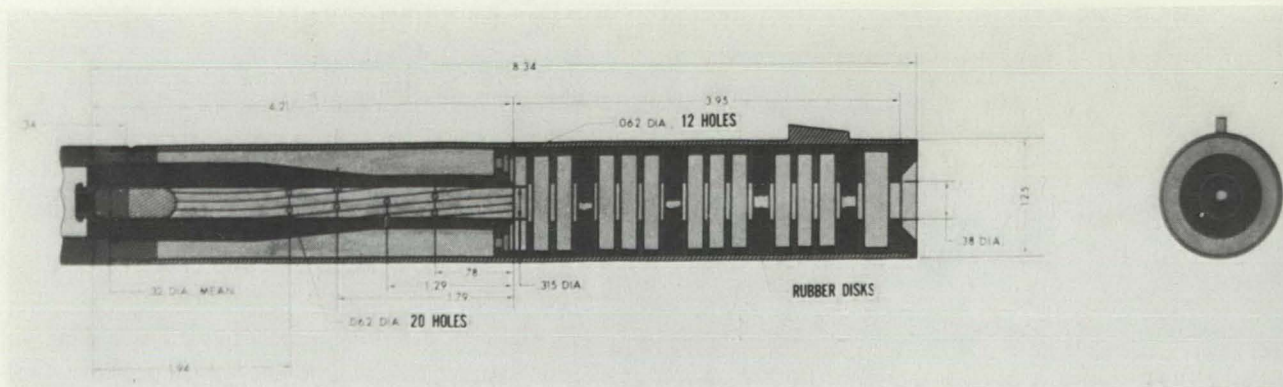 8.34
4.21
3.95
.34
.062 DIA. 12 HOLES
1.25
.38 DIA.
.78
1.29
.315 DIA.
.32 DIA. MEAN
1.79
RUBBER DISKS
.062 DIA. 20 HOLES
1.94